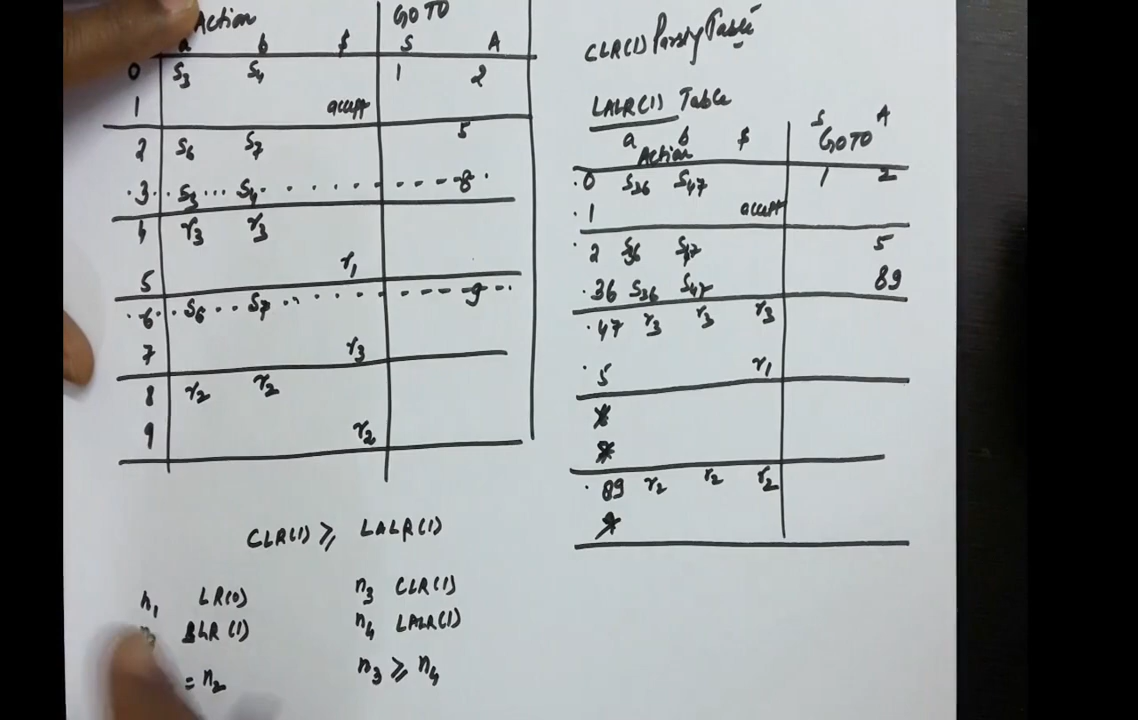 Action GOTO
a b $ S A
0 S3 S4 1 2
1 accept
2 S6 S7 5
3 S3 S4 8
4 r3 r3
5 r1
6 S6 S7 9
7 r3
8 r2 r2
9 r2
CLR(1) ≥ LALR(1)
n1 LR(0) n3 CLR(1)
SLR(1) n4 LALR(1)
= n2 n3 ≥ n4
CLR(1) Table
LALR(1) Table
a b $ S GOTO A
Action
0 S36 S47 1 2
1 accept
2 S36 S47 5
36 S36 S47 89
47 r3 r3 r3
5 r1
89 r2 r2 r2